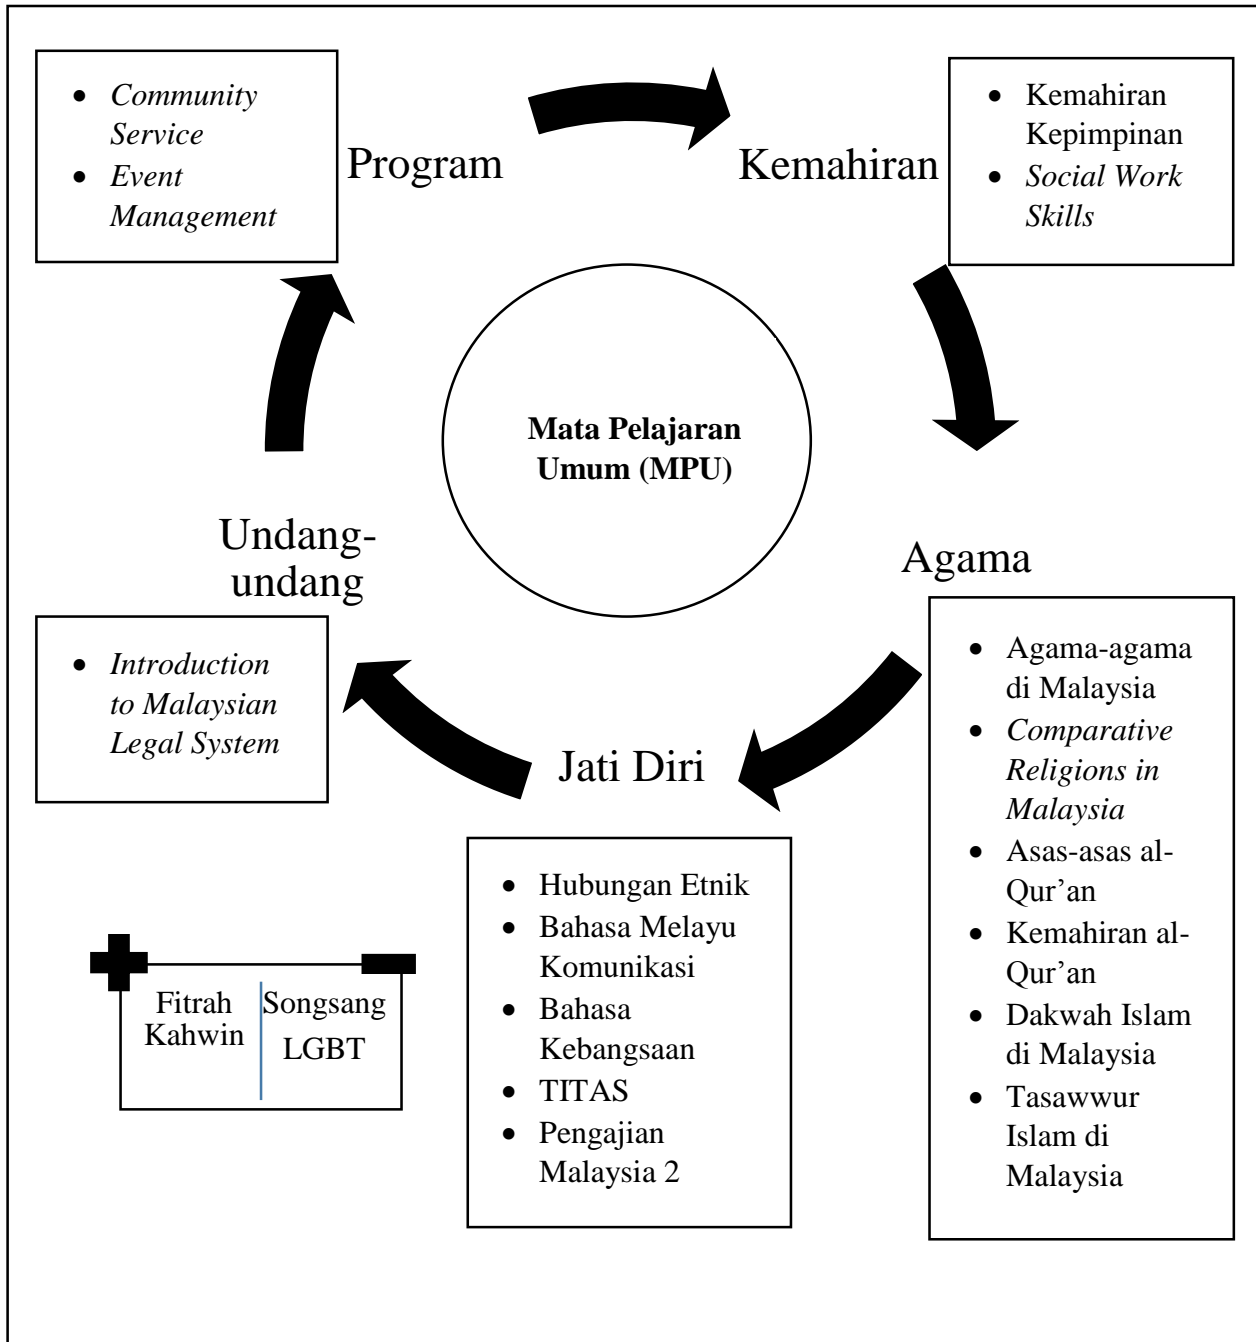 • Community
Service
• Event
Management
Program
Kemahiran
• Kemahiran
Kepimpinan
• Social Work
Skills
Mata Pelajaran
Umum (MPU)
Undang-
undang
Agama
• Introduction
to Malaysian
Legal System
• Agama-agama
di Malaysia
• Comparative
Religions in
Malaysia
• Asas-asas al-
Qur’an
• Kemahiran al-
Qur’an
• Dakwah Islam
di Malaysia
• Tasawwur
Islam di
Malaysia
Jati Diri
• Hubungan Etnik
• Bahasa Melayu
Komunikasi
• Bahasa
Kebangsaan
• TITAS
• Pengajian
Malaysia 2
Fitrah
Kahwin
Songsang
LGBT